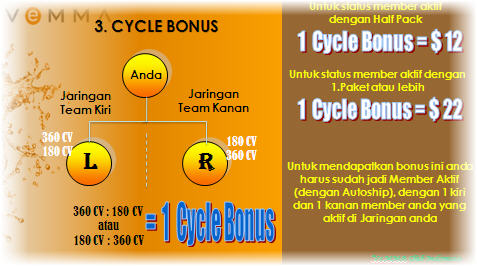 VEMMA
3. CYCLE BONUS
Anda
Jaringan
Team Kiri
Jaringan
Team Kanan
360 CV
180 CV
L
R
180 CV
360 CV
360 CV : 180 CV
atau
180 CV : 360 CV
= 1 Cycle Bonus
Untuk status member aktif
dengan Half Pack
1 Cycle Bonus = $ 12
Untuk status member aktif dengan
1.Paket atau lebih
1 Cycle Bonus = $ 22
Untuk mendapatkan bonus ini anda
harus sudah jadi Member Aktif
(dengan Autoship), dengan 1 kiri
dan 1 kanan member anda yang
aktif di Jaringan anda